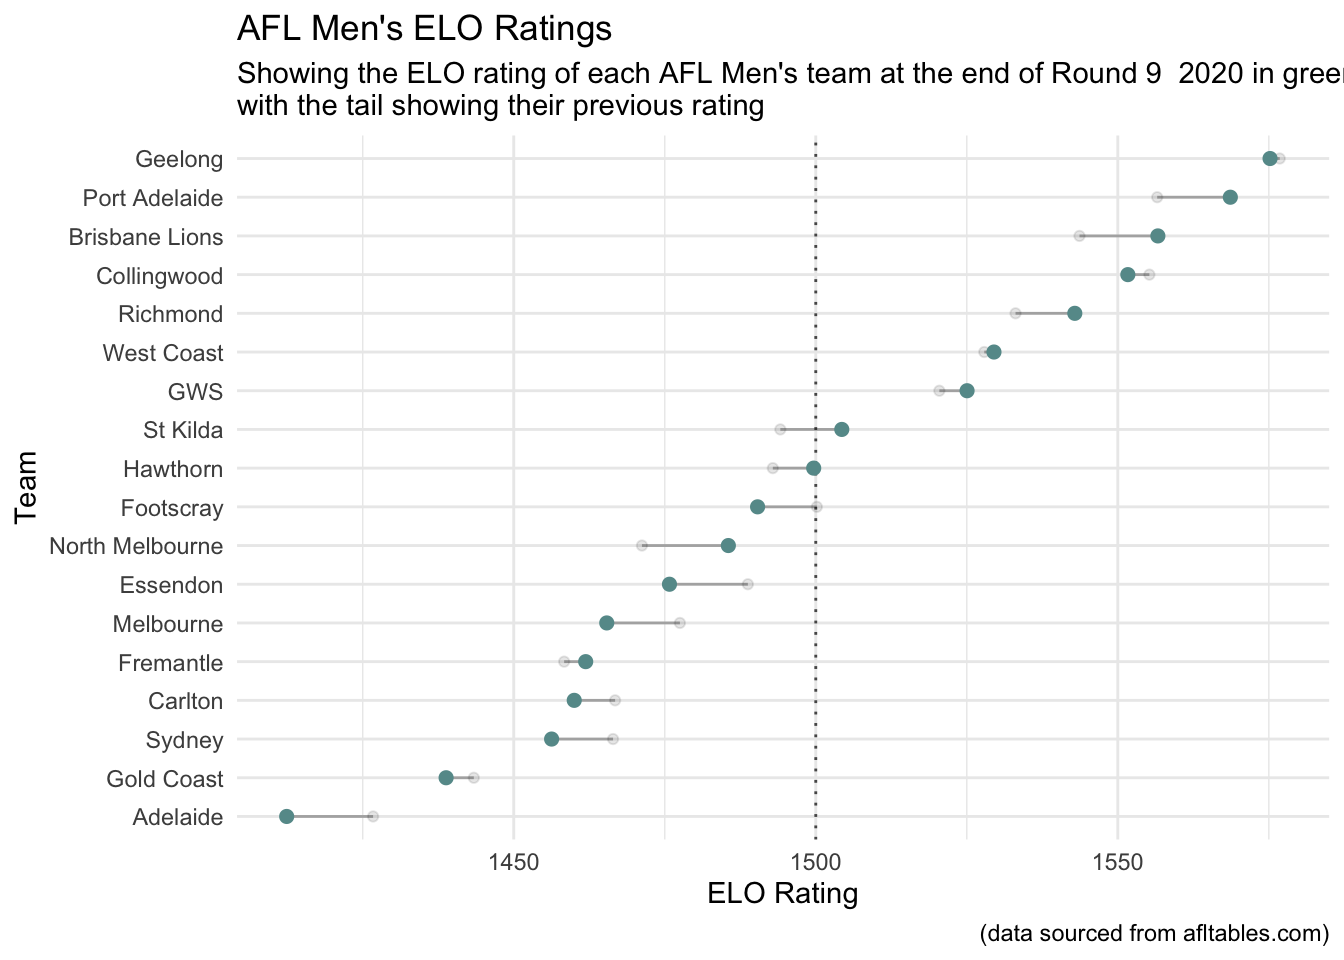 AFL Men's ELO Ratings
Showing the ELO rating of each AFL Men's team at the end of Round 9  2020 in
with the tail showing their previous rating
Geelong
Port Adelaide
Brisbane Lions
Collingwood
Richmond
West Coast
GWS
St Kilda
Hawthorn
Footscray
North Melbourne
Essendon
Melbourne
Fremantle
Carlton
Sydney
Gold Coast
Adelaide
Team
1450 1500 1550
ELO Rating
(data sourced from afltables.com)